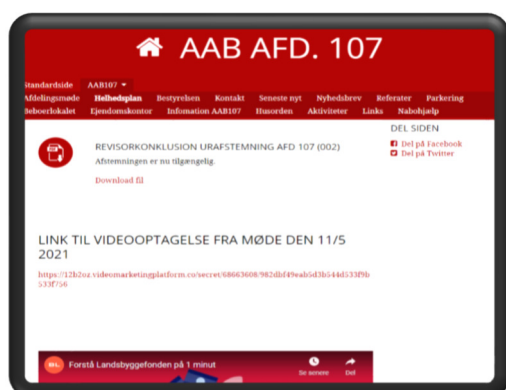 AAB AFD. 107
Standardside AAB107
Afdelingsmøde Helhedsplan Bestyrelsen Kontakt Seneste nyt Nyhedsbrev Referater Parkering
Beboerlokalet Ejendomskontor Infomation AAB107 Husorden Aktiviteter Links Nabohjælp
DEL SIDEN
Del på Facebook
Del på Twitter
REVISORKONKLUSION URAFSTEMNING AFD 107 (002)
Afstemningen er nu tilgængelig.
Download fil
LINK TIL VIDEOOPTAGELSE FRA MØDE DEN 11/5
2021
https://12b2oz.videomarketingplatform.co/secret/68663608/982dbf49eab5d3b544d533f9b
533f756
BL Forstå Landsbyggefonden på 1 minut
Se senere Del